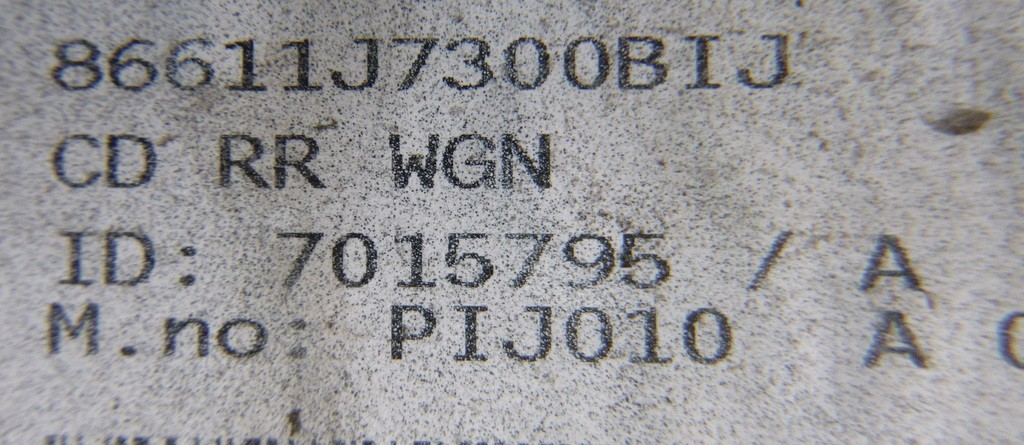 86611J7300BIJ
CD RR WGN
ID: 7015795 / A
M.no: PIJ010 A